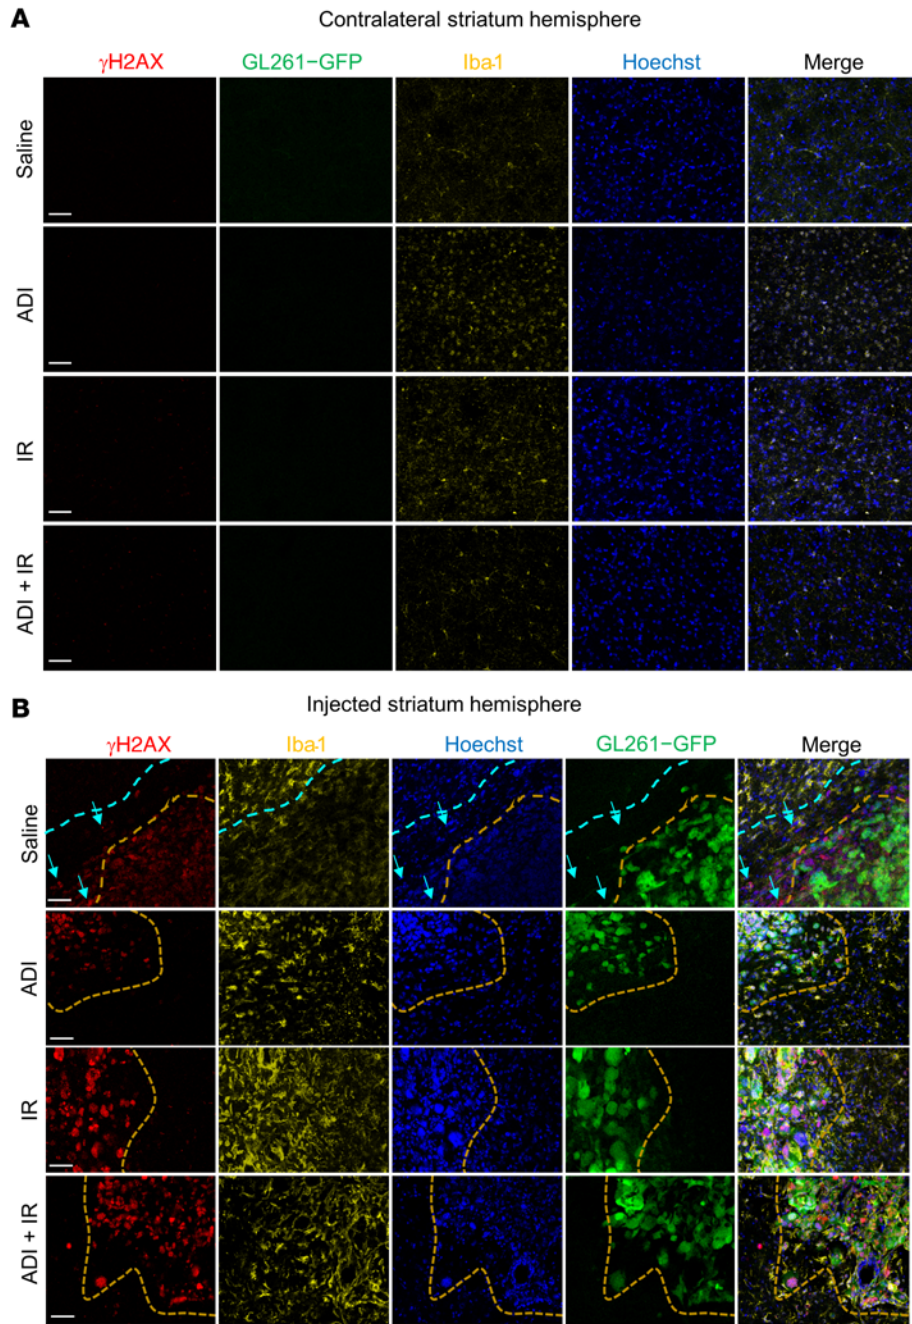 A
Contralateral striatum hemisphere
γH2AX GL261–GFP Iba-1 Hoechst Merge
Saline
ADI
IR
ADI + IR
B
Injected striatum hemisphere
γH2AX Iba-1 Hoechst GL261–GFP Merge
Saline
ADI
IR
ADI + IR